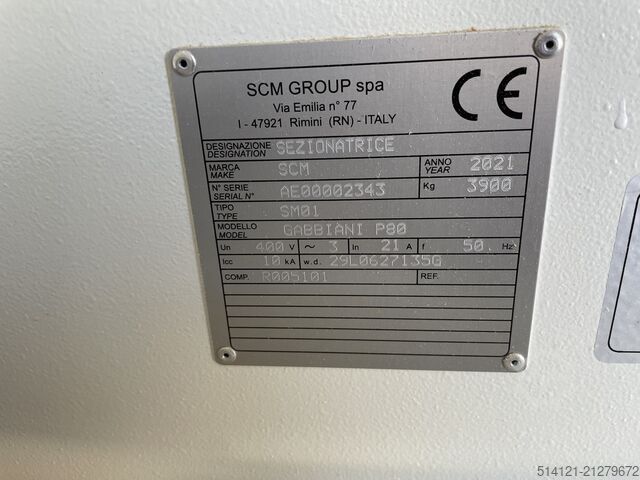 SCM GROUP spa
Via Emilia n° 77
I - 47921 Rimini (RN) - ITALY
CE
DESIGNAZIONE DESIGNATION SEZIONATRICE
MARCA MAKE SCM ANNO YEAR 2021
N° SERIE SERIAL N° AE00002343 Kg 3900
TIPO TYPE SM01
MODELLO MODEL GABBIANI P80
Un 400 V ~ 3 In 21 A f 50. Hz
Icc 10 kA w.d. 29L0627135G
COMP. R005101 REF.
514121-21279672